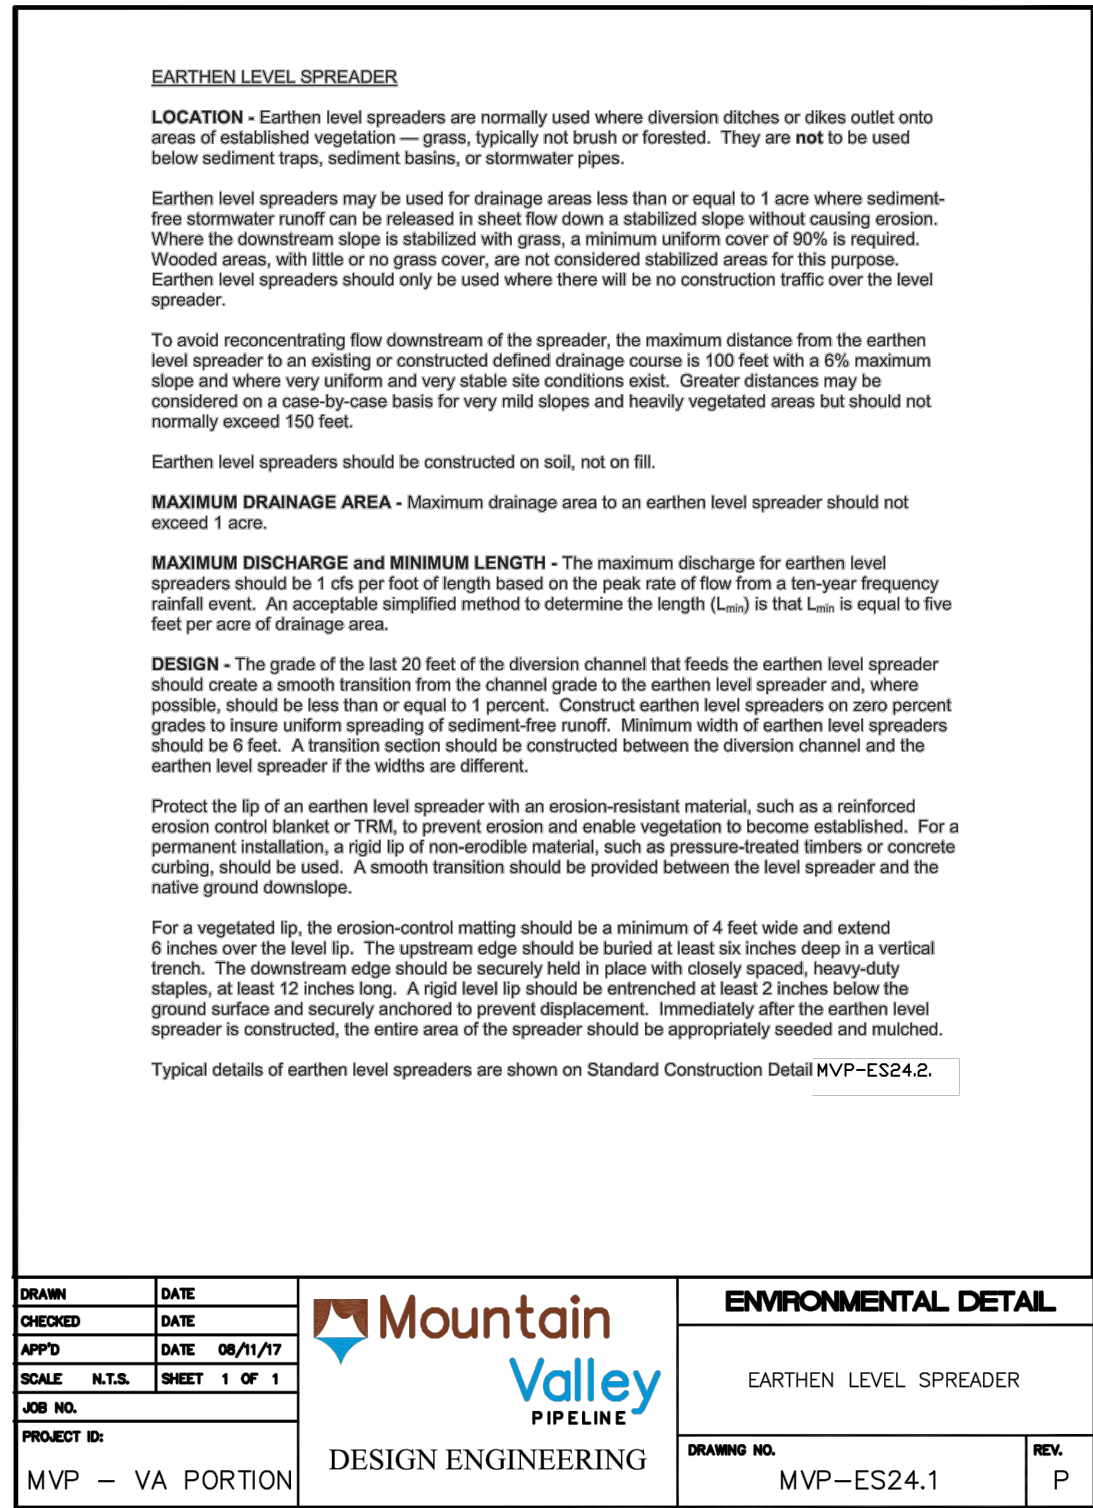 EARTHEN LEVEL SPREADER
LOCATION - Earthen level spreaders are normally used where diversion ditches or dikes outlet onto
areas of established vegetation — grass, typically not brush or forested. They are not to be used
below sediment traps, sediment basins, or stormwater pipes.
Earthen level spreaders may be used for drainage areas less than or equal to 1 acre where sediment-
free stormwater runoff can be released in sheet flow down a stabilized slope without causing erosion.
Where the downstream slope is stabilized with grass, a minimum uniform cover of 90% is required.
Wooded areas, with little or no grass cover, are not considered stabilized areas for this purpose.
Earthen level spreaders should only be used where there will be no construction traffic over the level
spreader.
To avoid reconcentrating flow downstream of the spreader, the maximum distance from the earthen
level spreader to an existing or constructed defined drainage course is 100 feet with a 6% maximum
slope and where very uniform and very stable site conditions exist. Greater distances may be
considered on a case-by-case basis for very mild slopes and heavily vegetated areas but should not
normally exceed 150 feet.
Earthen level spreaders should be constructed on soil, not on fill.
MAXIMUM DRAINAGE AREA - Maximum drainage area to an earthen level spreader should not
exceed 1 acre.
MAXIMUM DISCHARGE and MINIMUM LENGTH - The maximum discharge for earthen level
spreaders should be 1 cfs per foot of length based on the peak rate of flow from a ten-year frequency
rainfall event. An acceptable simplified method to determine the length (Lmin) is that Lmin is equal to five
feet per acre of drainage area.
DESIGN - The grade of the last 20 feet of the diversion channel that feeds the earthen level spreader
should create a smooth transition from the channel grade to the earthen level spreader and, where
possible, should be less than or equal to 1 percent. Construct earthen level spreaders on zero percent
grades to insure uniform spreading of sediment-free runoff. Minimum width of earthen level spreaders
should be 6 feet. A transition section should be constructed between the diversion channel and the
earthen level spreader if the widths are different.
Protect the lip of an earthen level spreader with an erosion-resistant material, such as a reinforced
erosion control blanket or TRM, to prevent erosion and enable vegetation to become established. For a
permanent installation, a rigid lip of non-erodible material, such as pressure-treated timbers or concrete
curbing, should be used. A smooth transition should be provided between the level spreader and the
native ground downslope.
For a vegetated lip, the erosion-control matting should be a minimum of 4 feet wide and extend
6 inches over the level lip. The upstream edge should be buried at least six inches deep in a vertical
trench. The downstream edge should be securely held in place with closely spaced, heavy-duty
staples, at least 12 inches long. A rigid level lip should be entrenched at least 2 inches below the
ground surface and securely anchored to prevent displacement. Immediately after the earthen level
spreader is constructed, the entire area of the spreader should be appropriately seeded and mulched.
Typical details of earthen level spreaders are shown on Standard Construction Detail MVP-ES24.2.
DRAWN DATE
CHECKED DATE
APP'D DATE 08/11/17
SCALE N.T.S. SHEET 1 OF 1
JOB NO.
PROJECT ID:
MVP - VA PORTION
Mountain
Valley
PIPELINE
DESIGN ENGINEERING
ENVIRONMENTAL DETAIL
EARTHEN LEVEL SPREADER
DRAWING NO.
MVP-ES24.1
REV.
P